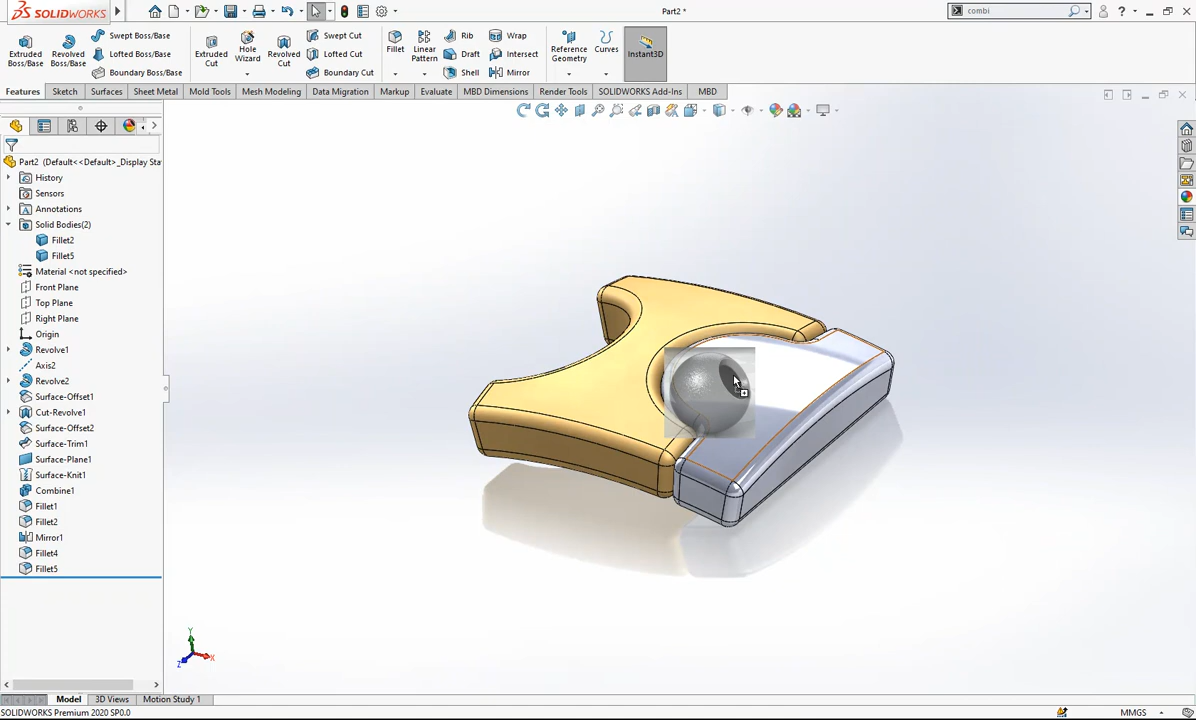 SOLIDWORKS
Part2 *
combi
Extruded Boss/Base
Revolved Boss/Base
Swept Boss/Base
Lofted Boss/Base
Boundary Boss/Base
Extruded Cut
Hole Wizard
Revolved Cut
Swept Cut
Lofted Cut
Boundary Cut
Fillet
Linear Pattern
Rib
Draft
Shell
Wrap
Intersect
Mirror
Reference Geometry
Curves
Instant3D
Features
Sketch
Surfaces
Sheet Metal
Mold Tools
Mesh Modeling
Data Migration
Markup
Evaluate
MBD Dimensions
Render Tools
SOLIDWORKS Add-Ins
MBD
Part2 (Default<<Default>_Display Sta
History
Sensors
Annotations
Solid Bodies(2)
Fillet2
Fillet5
Material <not specified>
Front Plane
Top Plane
Right Plane
Origin
Revolve1
Axis2
Revolve2
Surface-Offset1
Cut-Revolve1
Surface-Offset2
Surface-Trim1
Surface-Plane1
Surface-Knit1
Combine1
Fillet1
Fillet2
Mirror1
Fillet4
Fillet5
Y
Z
X
Model
3D Views
Motion Study 1
SOLIDWORKS Premium 2020 SP0.0
MMGS